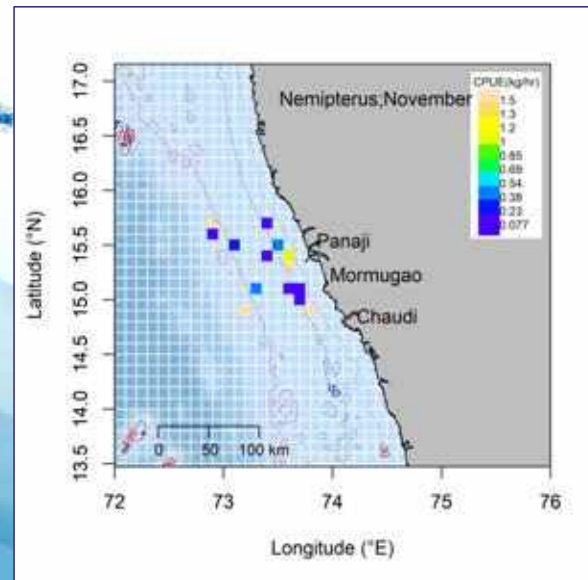 CPUE(kg/hr)
Nemipterus,November
1.5
1.3
1.2
1
0.85
0.69
0.54
0.38
0.23
0.077
Panaji
Mormugao
Chaudi
17.0
16.5
16.0
15.5
15.0
14.5
14.0
13.5
Latitude (°N)
0 50 100 km
72 73 74 75 76
Longitude (°E)